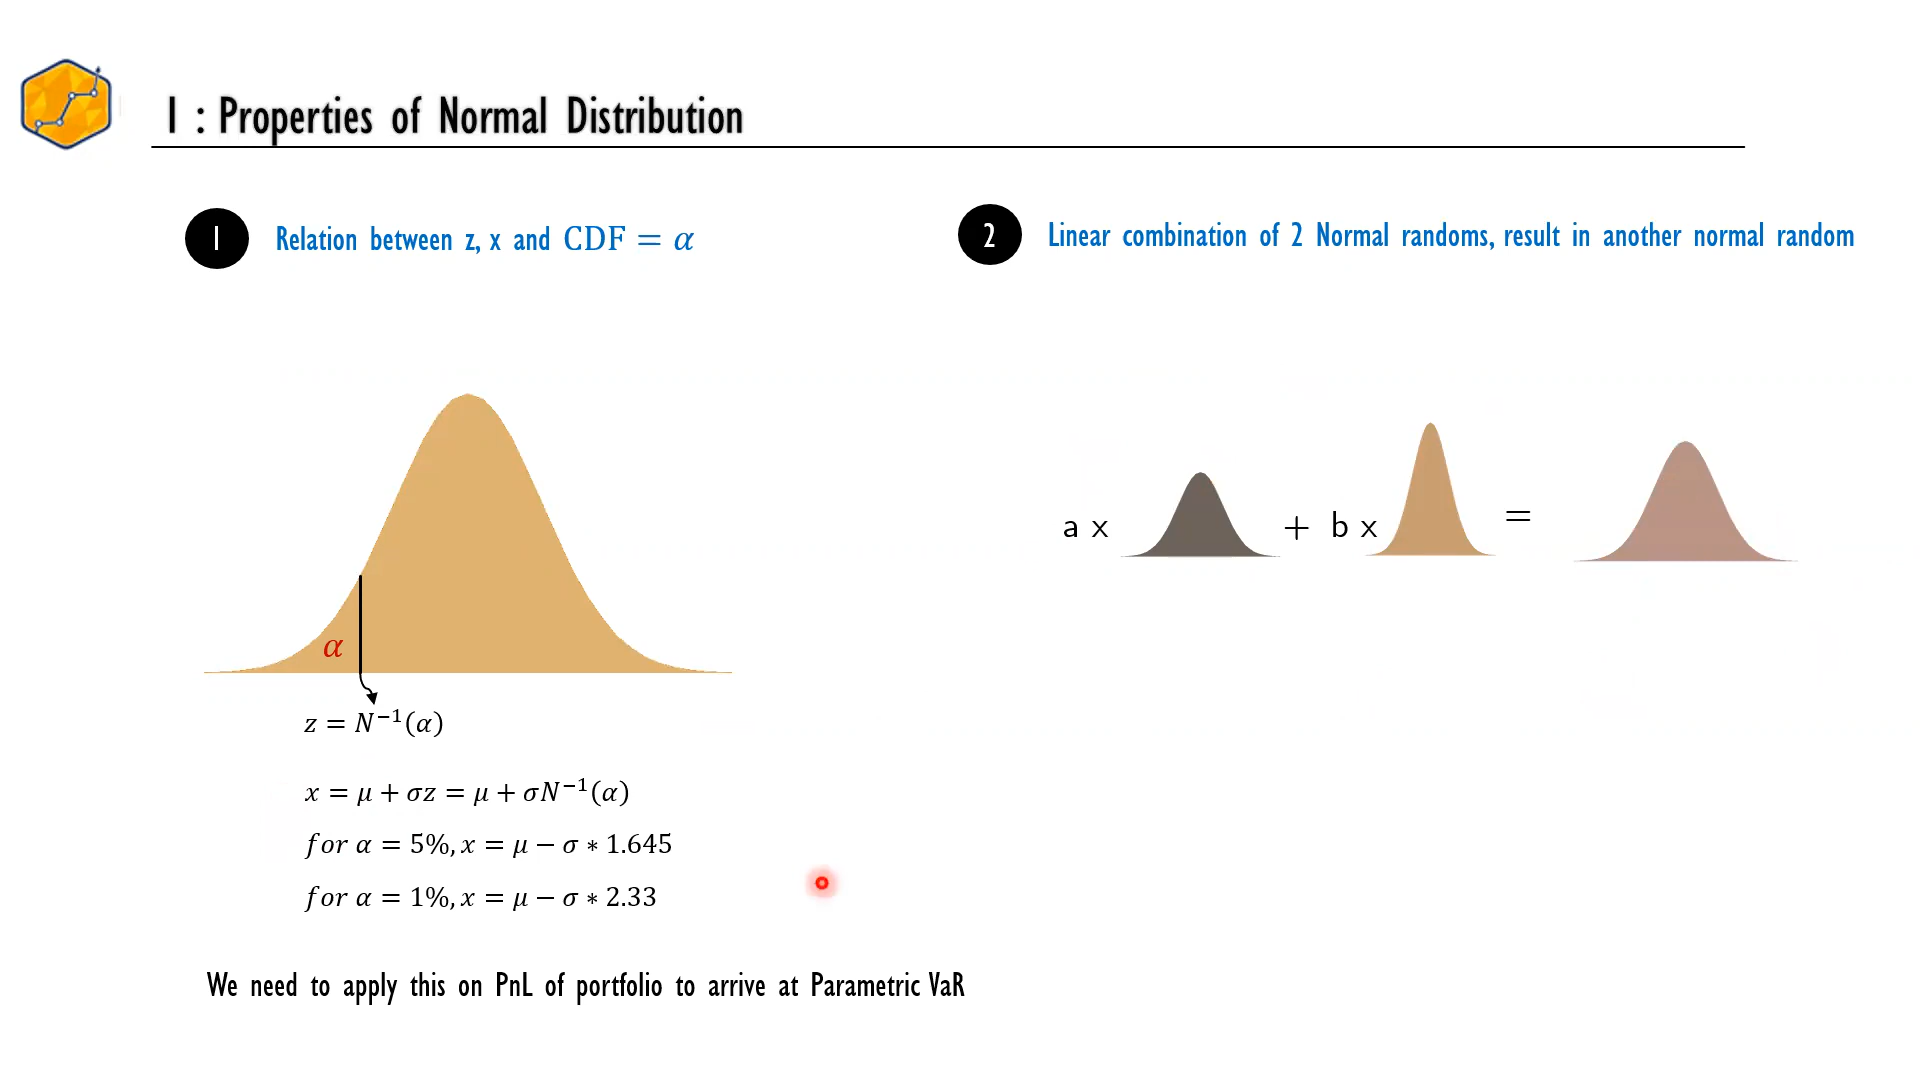 1 : Properties of Normal Distribution
1
Relation between z, x and CDF = α
α
z = N⁻¹(α)
x = μ + σz = μ + σN⁻¹(α)
for α = 5%, x = μ − σ ∗ 1.645
for α = 1%, x = μ − σ ∗ 2.33
We need to apply this on PnL of portfolio to arrive at Parametric VaR
2
Linear combination of 2 Normal randoms, result in another normal random
a x + b x =